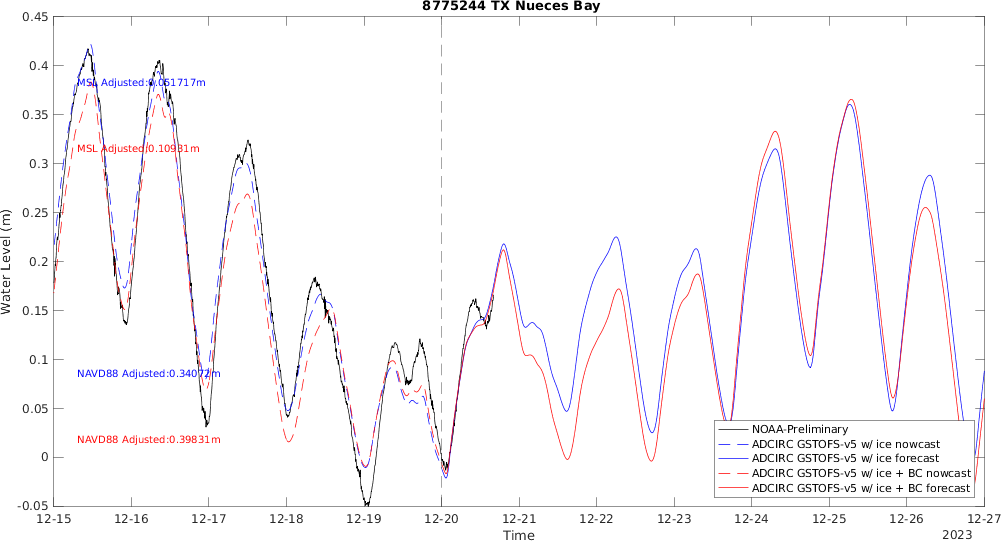 8775244 TX Nueces Bay
0.45
0.4
0.35
0.3
0.25
0.2
0.15
0.1
0.05
0
-0.05
Water Level (m)
MSL Adjusted:0.051717m
MSL Adjusted:0.10931m
NAVD88 Adjusted:0.34072m
NAVD88 Adjusted:0.39831m
NOAA-Preliminary
ADCIRC GSTOFS-v5 w/ ice nowcast
ADCIRC GSTOFS-v5 w/ ice forecast
ADCIRC GSTOFS-v5 w/ ice + BC nowcast
ADCIRC GSTOFS-v5 w/ ice + BC forecast
12-15 12-16 12-17 12-18 12-19 12-20 12-21 12-22 12-23 12-24 12-25 12-26 12-27
Time
2023